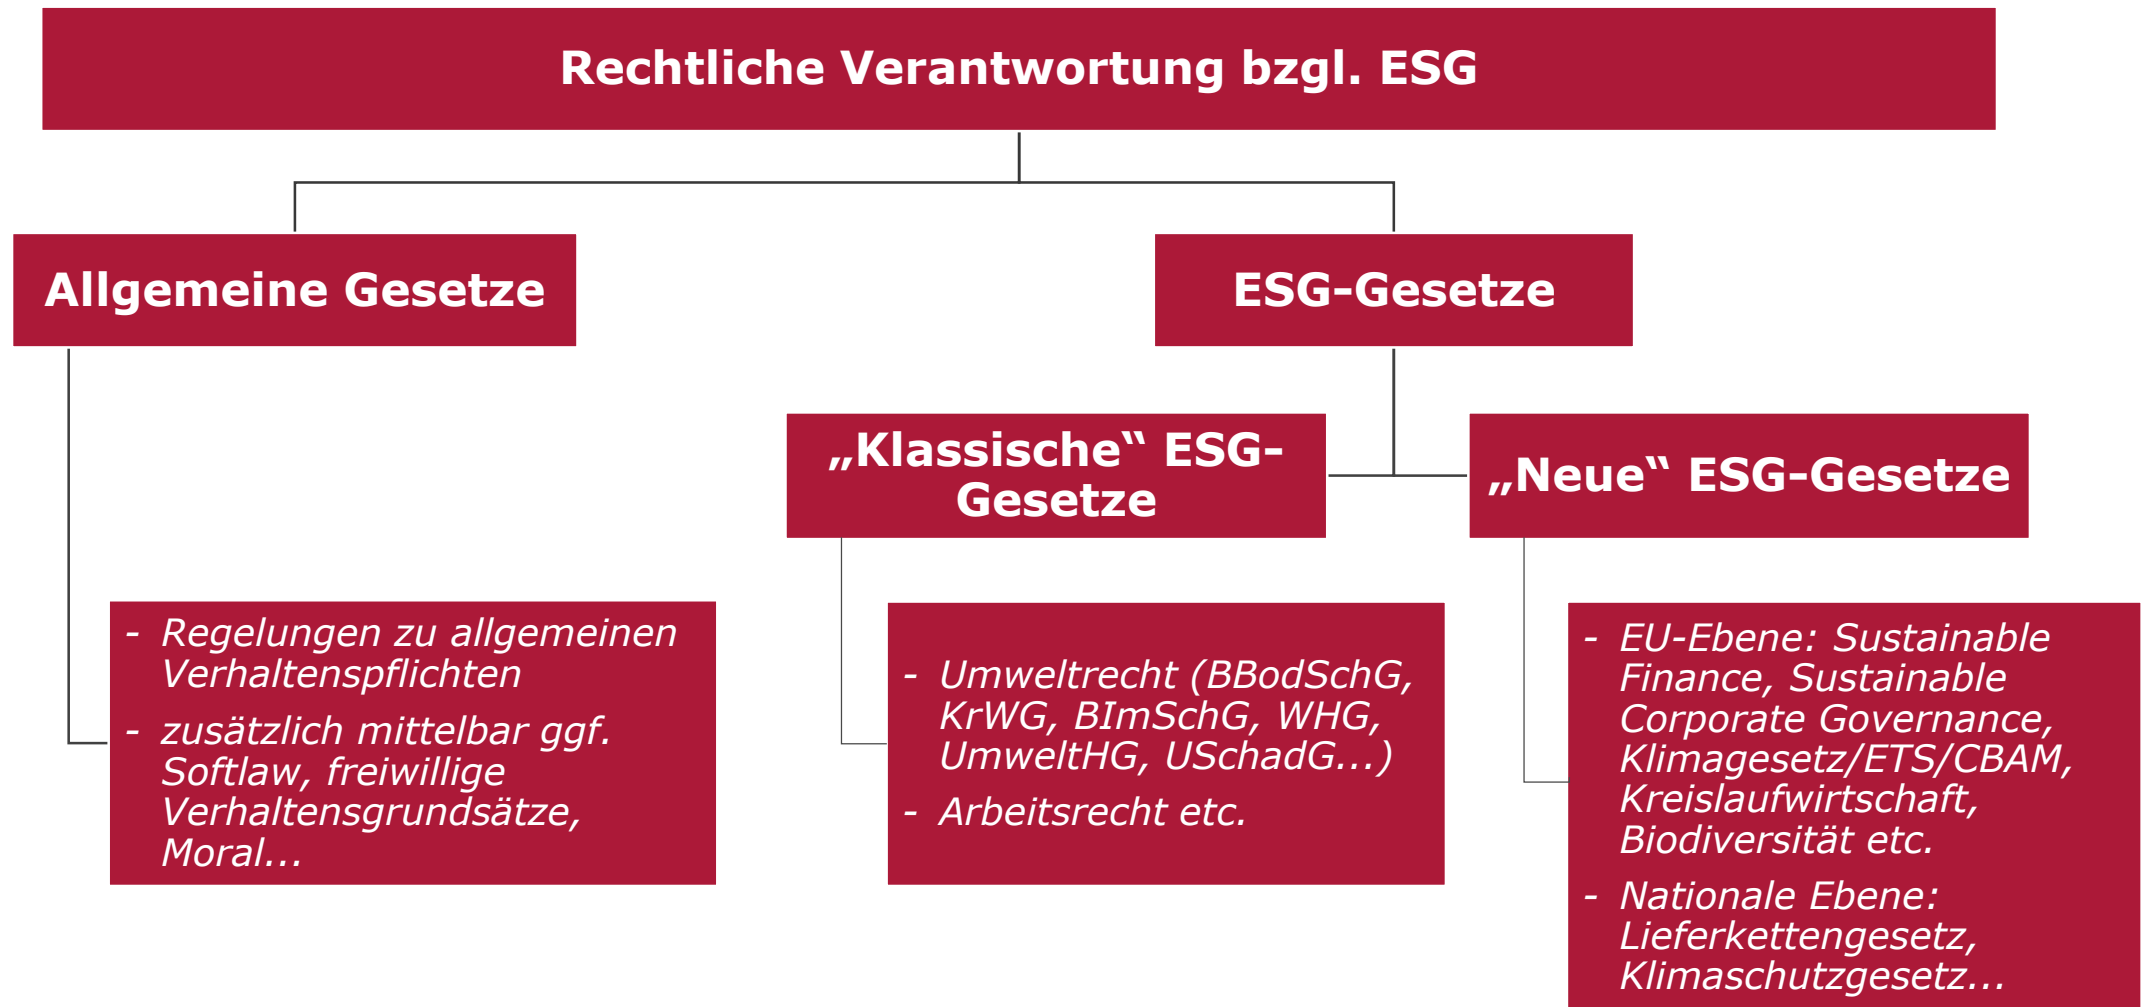 Rechtliche Verantwortung bzgl. ESG
Allgemeine Gesetze
ESG-Gesetze
„Klassische‟ ESG-
Gesetze
„Neue‟ ESG-Gesetze
- Regelungen zu allgemeinen
Verhaltenspflichten
- zusätzlich mittelbar ggf.
Softlaw, freiwillige
Verhaltensgrundsätze,
Moral…
- Umweltrecht (BBodSchG,
KrWG, BImSchG, WHG,
UmweltHG, USchadG…)
- Arbeitsrecht etc.
- EU-Ebene: Sustainable
Finance, Sustainable
Corporate Governance,
Klimagesetz/ETS/CBAM,
Kreislaufwirtschaft,
Biodiversität etc.
- Nationale Ebene:
Lieferkettengesetz,
Klimaschutzgesetz…